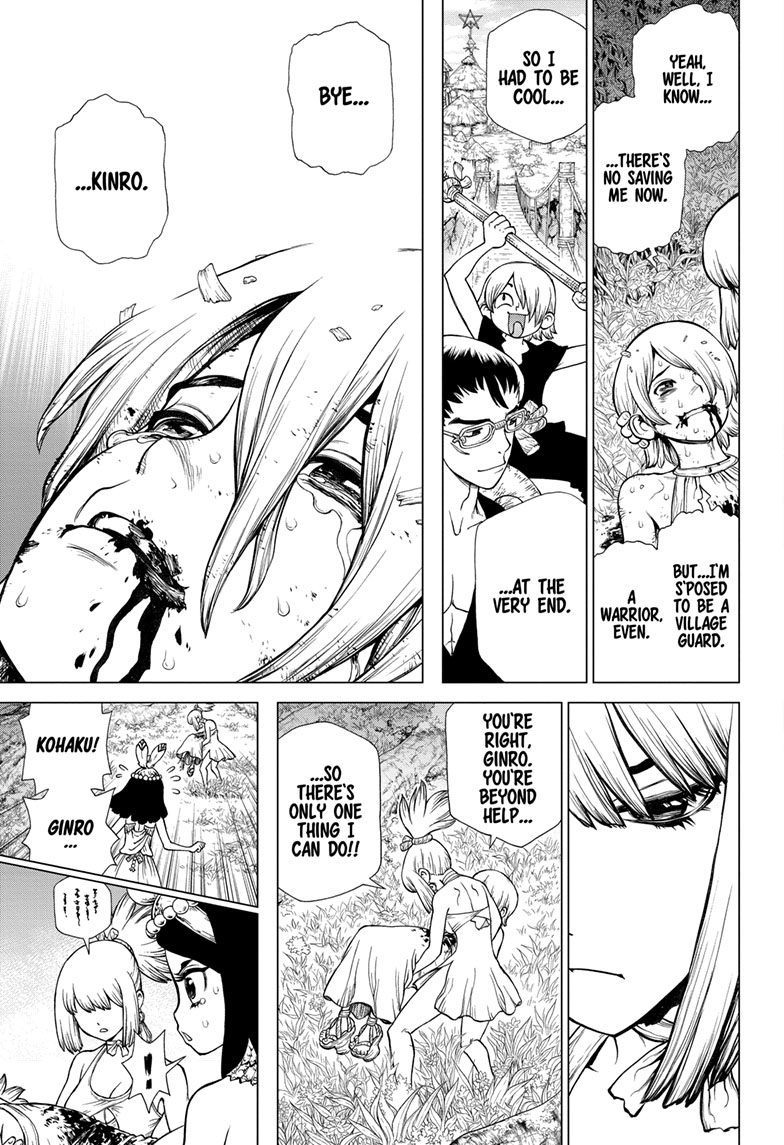 YEAH,
WELL, I
KNOW...
...THERE'S
NO SAVING
ME NOW.
BUT...I'M
S'POSED
TO BE A
VILLAGE
GUARD.
A
WARRIOR,
EVEN.
SO I
HAD TO BE
COOL...
...AT THE
VERY END.
BYE...
...KINRO.
YOU'RE
RIGHT,
GINRO.
YOU'RE
BEYOND
HELP...
...SO
THERE'S
ONLY ONE
THING I
CAN DO!!
KOHAKU!
GINRO
...
!